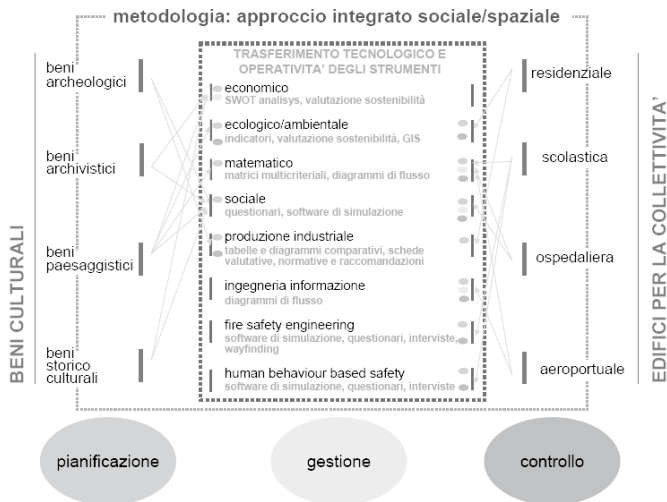 metodologia: approccio integrato sociale/spaziale
BENI CULTURALI
beni
archeologici
beni
archivistici
beni
paesaggistici
beni
storico
culturali
TRASFERIMENTO TECNOLOGICO E
OPERATIVITA' DEGLI STRUMENTI
economico
SWOT analisys, valutazione sostenibilità
ecologico/ambientale
indicatori, valutazione sostenibilità, GIS
matematico
matrici multicriteriali, diagrammi di flusso
sociale
questionari, software di simulazione
produzione industriale
tabelle e diagrammi comparativi, schede
valutative, normative e raccomandazioni
ingegneria informazione
diagrammi di flusso
fire safety engineering
software di simulazione, questionari, interviste,
wayfinding
human behaviour based safety
software di simulazione, questionari, interviste
residenziale
scolastica
ospedaliera
aeroportuale
EDIFICI PER LA COLLETTIVITA'
pianificazione
gestione
controllo